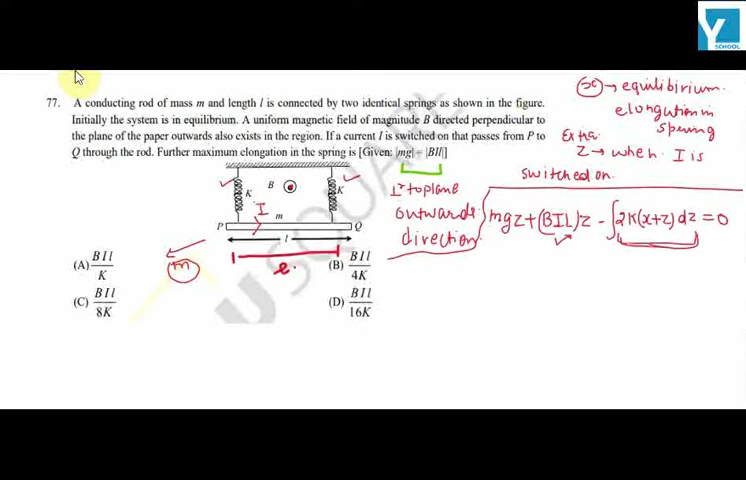 Y
SCHOOL
77. A conducting rod of mass m and length l is connected by two identical springs as shown in the figure.
Initially the system is in equilibrium. A uniform magnetic field of magnitude B directed perpendicular to
the plane of the paper outwards also exists in the region. If a current I is switched on that passes from P to
Q through the rod. Further maximum elongation in the spring is [Given: |mg| = |BIl|]
K
B
K
I
m
P
Q
l
e.
(A) BIl/K
(B) BIl/4K
(C) BIl/8K
(D) BIl/16K
m
x → equilibirium
elongution in
spering
Extra
z → when I is
switched on.
⊥r to plane
outwards
direction
mgz + (BIL)z - ∫2K(x+z)dz = 0